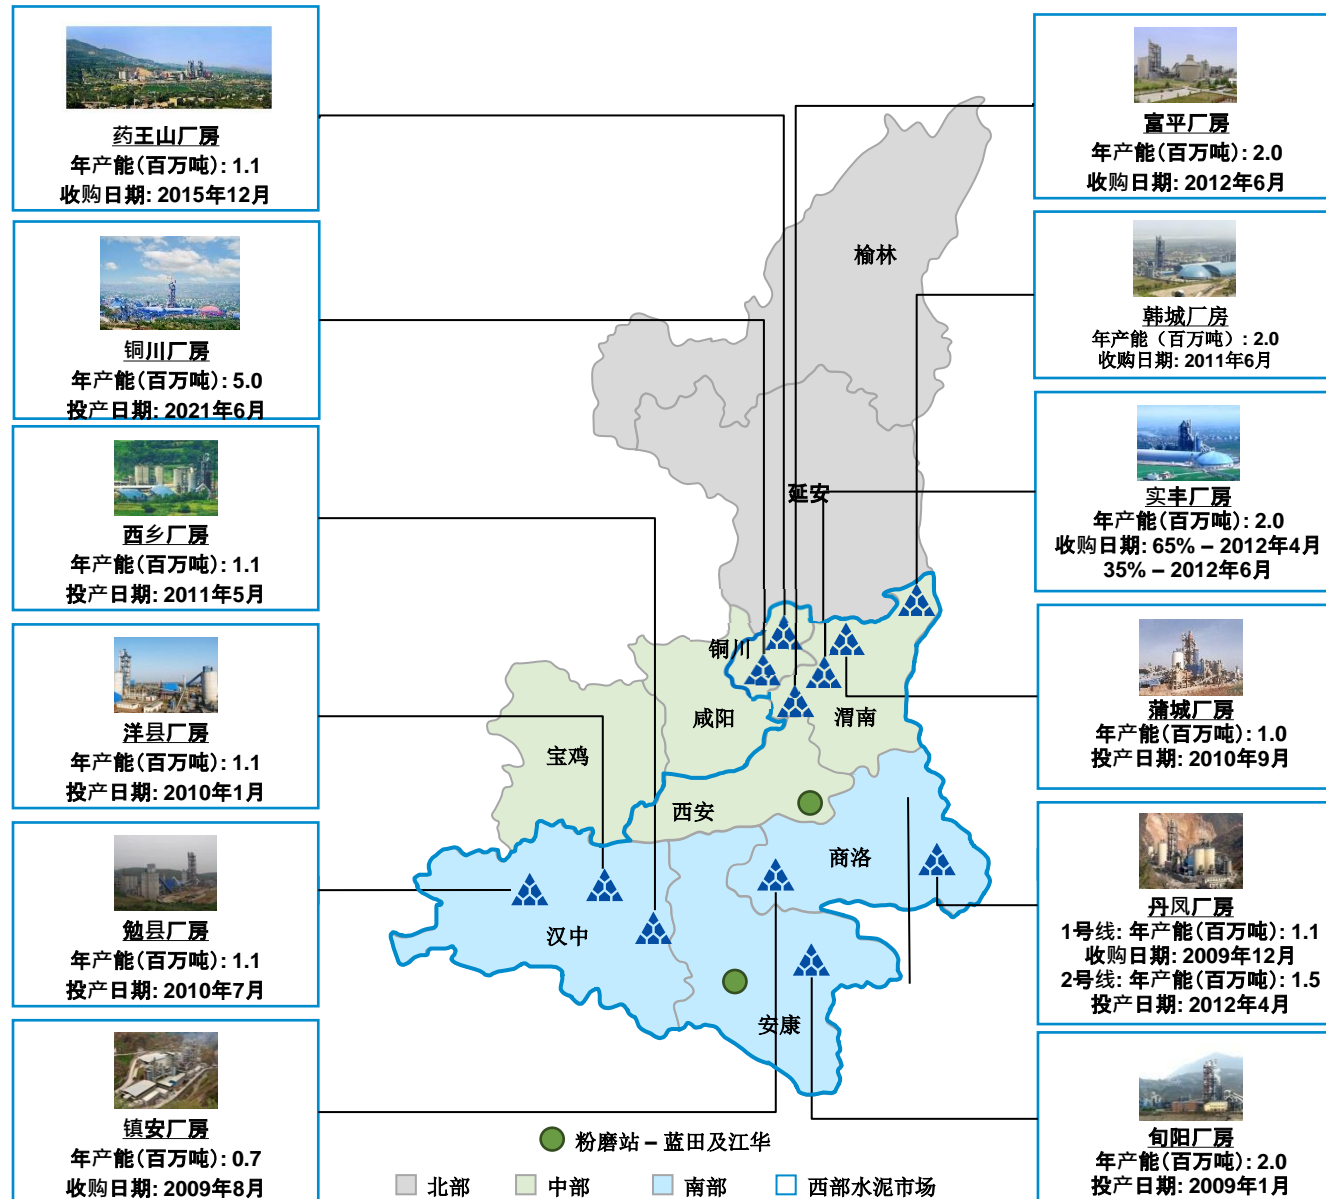 药王山厂房
年产能(百万吨): 1.1
收购日期: 2015年12月
铜川厂房
年产能(百万吨): 5.0
投产日期: 2021年6月
西乡厂房
年产能(百万吨): 1.1
投产日期: 2011年5月
洋县厂房
年产能(百万吨): 1.1
投产日期: 2010年1月
勉县厂房
年产能(百万吨): 1.1
投产日期: 2010年7月
镇安厂房
年产能(百万吨): 0.7
收购日期: 2009年8月
榆林
延安
铜川
咸阳
渭南
宝鸡
西安
商洛
汉中
安康
粉磨站 – 蓝田及江华
北部
中部
南部
西部水泥市场
富平厂房
年产能(百万吨): 2.0
收购日期: 2012年6月
韩城厂房
年产能（百万吨）: 2.0
收购日期: 2011年6月
实丰厂房
年产能(百万吨): 2.0
收购日期: 65% – 2012年4月
35% – 2012年6月
蒲城厂房
年产能(百万吨): 1.0
投产日期: 2010年9月
丹凤厂房
1号线: 年产能(百万吨): 1.1
收购日期: 2009年12月
2号线: 年产能(百万吨): 1.5
投产日期: 2012年4月
旬阳厂房
年产能(百万吨): 2.0
投产日期: 2009年1月